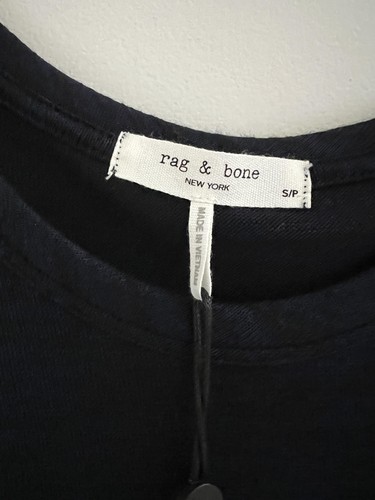 rag & bone
NEW YORK
S/P
MADE IN VIETNAM